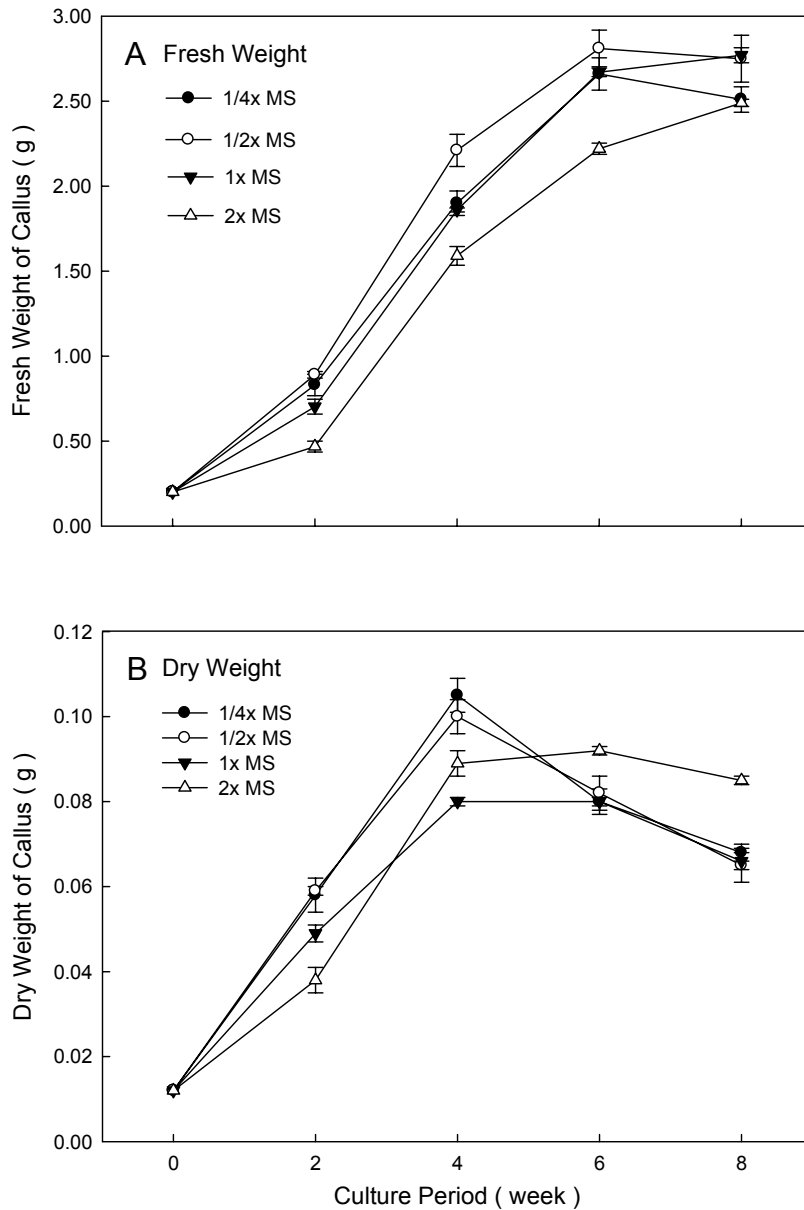 3.00
A Fresh Weight
1/4x MS
1/2x MS
1x MS
2x MS
2.50
2.00
1.50
1.00
0.50
0.00
Fresh Weight of Callus ( g )
0.12
B Dry Weight
1/4x MS
1/2x MS
1x MS
2x MS
0.10
0.08
0.06
0.04
0.02
0.00
Dry Weight of Callus ( g )
0 2 4 6 8
Culture Period ( week )